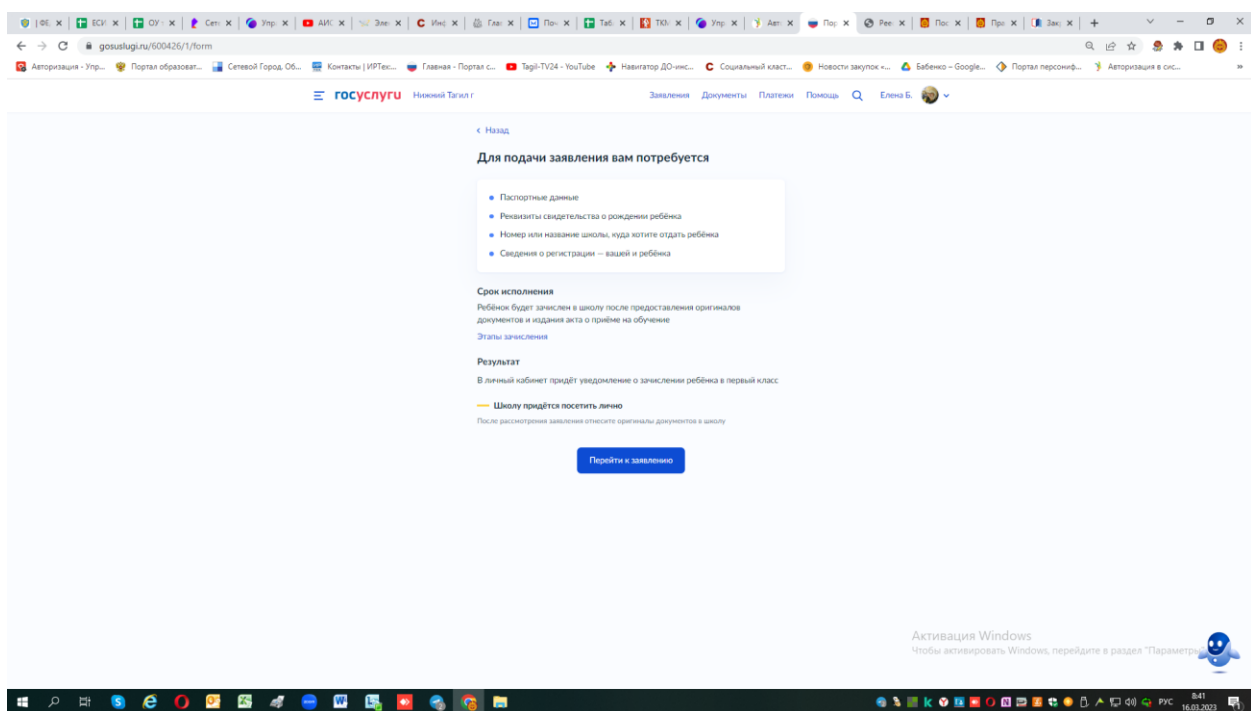 gosuslugi.ru/600426/1/form
Авторизация - Упр...
Портал образоват...
Сетевой Город. Об...
Контакты | ИРТех...
Главная - Портал с...
Tagil-TV24 - YouTube
Навигатор ДО-инс...
Социальный класт...
Новости закупок «...
Бабенко – Google...
Портал персониф...
Авторизация в сис...
госуслуги
Нижний Тагил г
Заявления Документы Платежи Помощь
Елена Б.
Назад
Для подачи заявления вам потребуется
Паспортные данные
Реквизиты свидетельства о рождении ребёнка
Номер или название школы, куда хотите отдать ребёнка
Сведения о регистрации — вашей и ребёнка
Срок исполнения
Ребёнок будет зачислен в школу после предоставления оригиналов
документов и издания акта о приёме на обучение
Этапы зачисления
Результат
В личный кабинет придёт уведомление о зачислении ребёнка в первый класс
Школу придётся посетить лично
После рассмотрения заявления отнесите оригиналы документов в школу
Перейти к заявлению
Активация Windows
Чтобы активировать Windows, перейдите в раздел "Параметры
РУС
8:41
16.03.2023